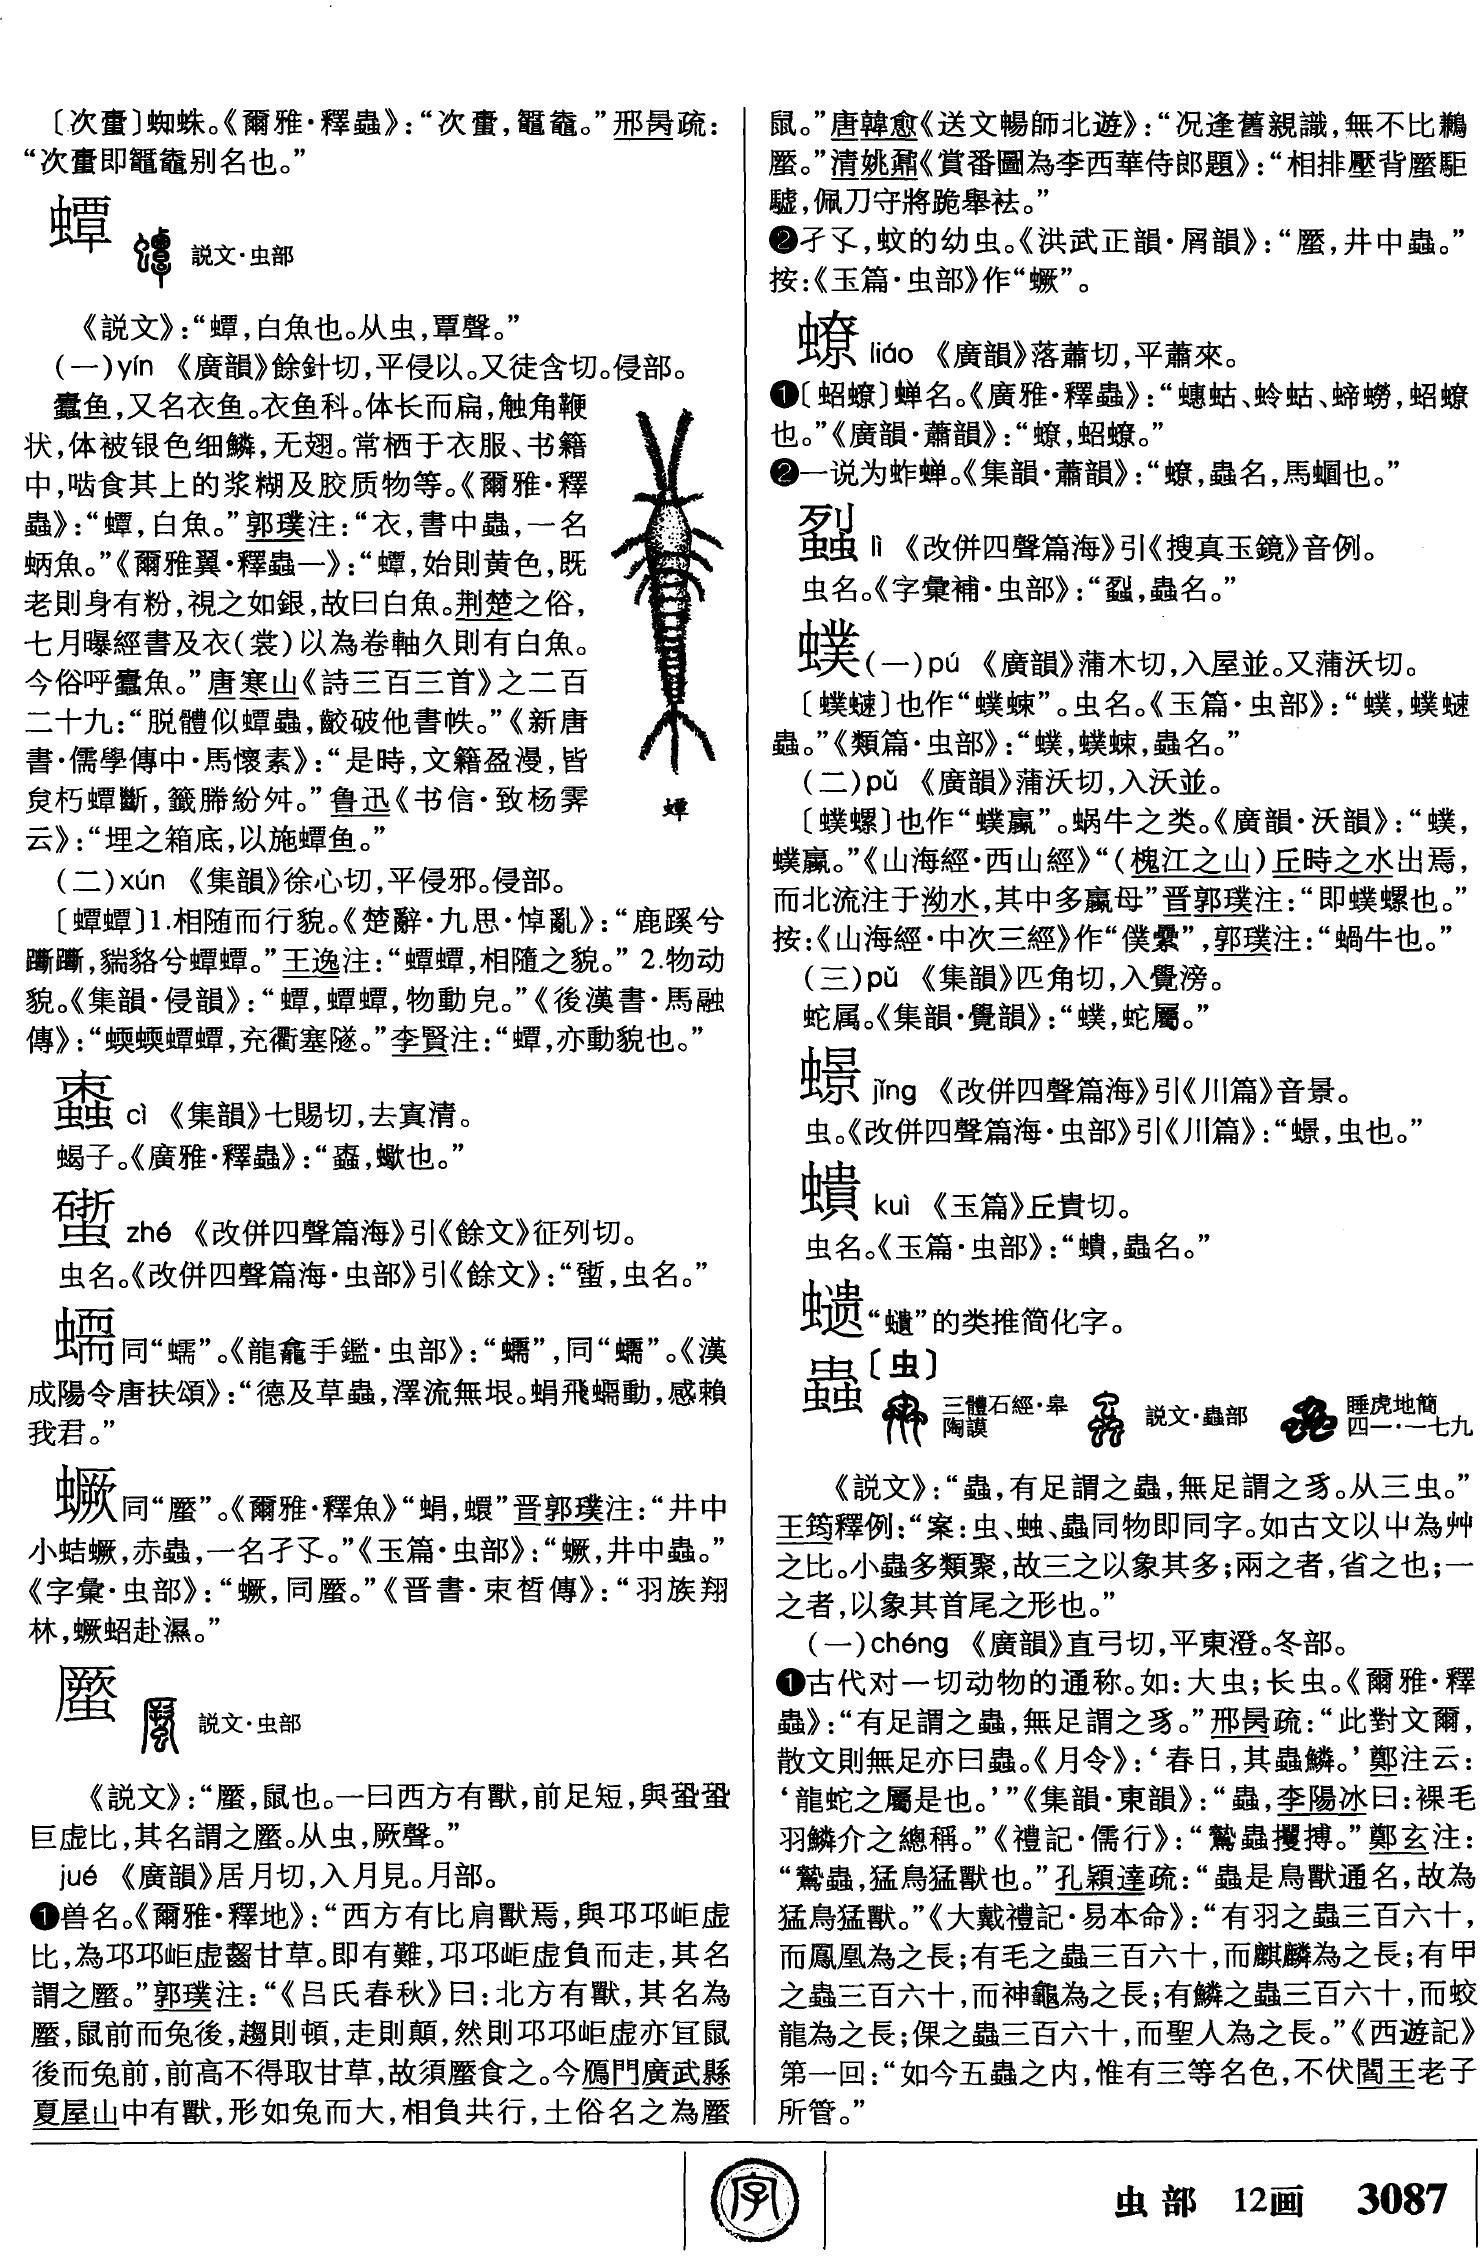 〔次蟗〕蜘蛛。《爾雅·釋蟲》：“次蟗，鼅鼄。”邢昺疏：
“次蟗即鼅鼄别名也。”
蟫 説文·虫部
《説文》：“蟫，白魚也。从虫，覃聲。”
（一）yín 《廣韻》餘針切，平侵以。又徒含切。侵部。
蠹鱼，又名衣鱼。衣鱼科。体长而扁，触角鞭
状，体被银色细鳞，无翅。常栖于衣服、书籍
中，啮食其上的浆糊及胶质物等。《爾雅·釋
蟲》：“蟫，白魚。”郭璞注：“衣，書中蟲，一名
蛃魚。”《爾雅翼·釋蟲一》：“蟫，始則黄色，既
老則身有粉，視之如銀，故曰白魚。荆楚之俗，
七月曝經書及衣（裳）以為卷軸久則有白魚。
今俗呼蠹魚。”唐寒山《詩三百三首》之二百
二十九：“脱體似蟫蟲，齩破他書帙。”《新唐
書·儒學傳中·馬懷素》：“是時，文籍盈漫，皆
炱朽蟫斷，籤幐紛舛。”鲁迅《书信·致杨霁
云》：“埋之箱底，以施蟫鱼。”
蟫
（二）xún 《集韻》徐心切，平侵邪。侵部。
〔蟫蟫〕1.相随而行貌。《楚辭·九思·悼亂》：“鹿蹊兮
䠣䠣，貒貉兮蟫蟫。”王逸注：“蟫蟫，相隨之貌。” 2.物动
貌。《集韻·侵韻》：“蟫，蟫蟫，物動皃。”《後漢書·馬融
傳》：“蝡蝡蟫蟫，充衢塞隧。”李賢注：“蟫，亦動貌也。”
螙 cì 《集韻》七賜切，去寘清。
蝎子。《廣雅·釋蟲》：“螙，蠍也。”
zhé 《改併四聲篇海》引《餘文》征列切。
虫名。《改併四聲篇海·虫部》引《餘文》：“，虫名。”
同“蠕”。《龍龕手鑑·虫部》：“蠕”，同“蠕”。《漢
成陽令唐扶頌》：“德及草蟲，澤流無垠。蜎飛蠕動，感賴
我君。”
蟩同“蟨”。《爾雅·釋魚》“蜎，蠉”晋郭璞注：“井中
小蛣蟩，赤蟲，一名孑孓。”《玉篇·虫部》：“蟩，井中蟲。”
《字彙·虫部》：“蟩，同蟨。”《晋書·束晳傳》：“羽族翔
林，蟩蛁赴濕。”
蟨 説文·虫部
《説文》：“蟨，鼠也。一曰西方有獸，前足短，與蛩蛩
巨虚比，其名謂之蟨。从虫，厥聲。”
jué 《廣韻》居月切，入月見。月部。
❶兽名。《爾雅·釋地》：“西方有比肩獸焉，與邛邛岠虚
比，為邛邛岠虚齧甘草。即有難，邛邛岠虚負而走，其名
謂之蟨。”郭璞注：“《吕氏春秋》曰：北方有獸，其名為
蟨，鼠前而兔後，趨則頓，走則顛，然則邛邛岠虚亦宜鼠
後而兔前，前高不得取甘草，故須蟨食之。今鴈門廣武縣
夏屋山中有獸，形如兔而大，相負共行，土俗名之為蟨
鼠。”唐韓愈《送文暢師北遊》：“况逢舊親識，無不比鶼
蟨。”清姚鼐《賞番圖為李西華侍郎題》：“相排壓背蟨駏
驉，佩刀守將跪舉袪。”
❷孑孓，蚊的幼虫。《洪武正韻·屑韻》：“蟨，井中蟲。”
按：《玉篇·虫部》作“蟩”。
蟟 liáo 《廣韻》落蕭切，平蕭來。
❶〔蛁蟟〕蝉名。《廣雅·釋蟲》：“蟪蛄、蛉蛄、蝭蟧，蛁蟟
也。”《廣韻·蕭韻》：“蟟，蛁蟟。”
❷一说为蚱蝉。《集韻·蕭韻》：“蟟，蟲名，馬蜠也。”
lì 《改併四聲篇海》引《搜真玉鏡》音例。
虫名。《字彙補·虫部》：“，蟲名。”
蟔（一）pú 《廣韻》蒲木切，入屋並。又蒲沃切。
〔蟔螰〕也作“蟔蝀”。虫名。《玉篇·虫部》：“蟔，蟔螰
蟲。”《類篇·虫部》：“蟔，蟔蝀，蟲名。”
（二）pǔ 《廣韻》蒲沃切，入沃並。
〔蟔螺〕也作“蟔蠃”。蜗牛之类。《廣韻·沃韻》：“蟔，
蟔蠃。”《山海經·西山經》“（槐江之山）丘時之水出焉，
而北流注于泑水，其中多蠃母”晋郭璞注：“即蟔螺也。”
按：《山海經·中次三經》作“僕纍”，郭璞注：“蝸牛也。”
（三）pǔ 《集韻》匹角切，入覺滂。
蛇属。《集韻·覺韻》：“蟔，蛇屬。”
蟼 jǐng 《改併四聲篇海》引《川篇》音景。
虫。《改併四聲篇海·虫部》引《川篇》：“，虫也。”
蟦 kuì 《玉篇》丘貴切。
虫名。《玉篇·虫部》：“，蟲名。”
“”的类推简化字。
蟲〔虫〕 三體石經·皋陶謨 説文·蟲部 睡虎地簡四一·一七九
《説文》：“蟲，有足謂之蟲，無足謂之豸。从三虫。”
王筠釋例：“案：虫、䖵、蟲同物即同字。如古文以屮為艸
之比。小蟲多類聚，故三之以象其多；兩之者，省之也；一
之者，以象其首尾之形也。”
（一）chóng 《廣韻》直弓切，平東澄。冬部。
❶古代对一切动物的通称。如：大虫；长虫。《爾雅·釋
蟲》：“有足謂之蟲，無足謂之豸。”邢昺疏：“此對文爾，
散文則無足亦曰蟲。《月令》：‘春日，其蟲鱗。’鄭注云：
‘龍蛇之屬是也。’”《集韻·東韻》：“蟲，李陽冰曰：裸毛
羽鱗介之總稱。”《禮記·儒行》：“鷙蟲攫搏。”鄭玄注：
“鷙蟲，猛鳥猛獸也。”孔穎達疏：“蟲是鳥獸通名，故為
猛鳥猛獸。”《大戴禮記·易本命》：“有羽之蟲三百六十，
而鳳凰為之長；有毛之蟲三百六十，而麒麟為之長；有甲
之蟲三百六十，而神龜為之長；有鱗之蟲三百六十，而蛟
龍為之長；倮之蟲三百六十，而聖人為之長。”《西遊記》
第一回：“如今五蟲之内，惟有三等名色，不伏閻王老子
所管。”
字
虫部 12画 3087